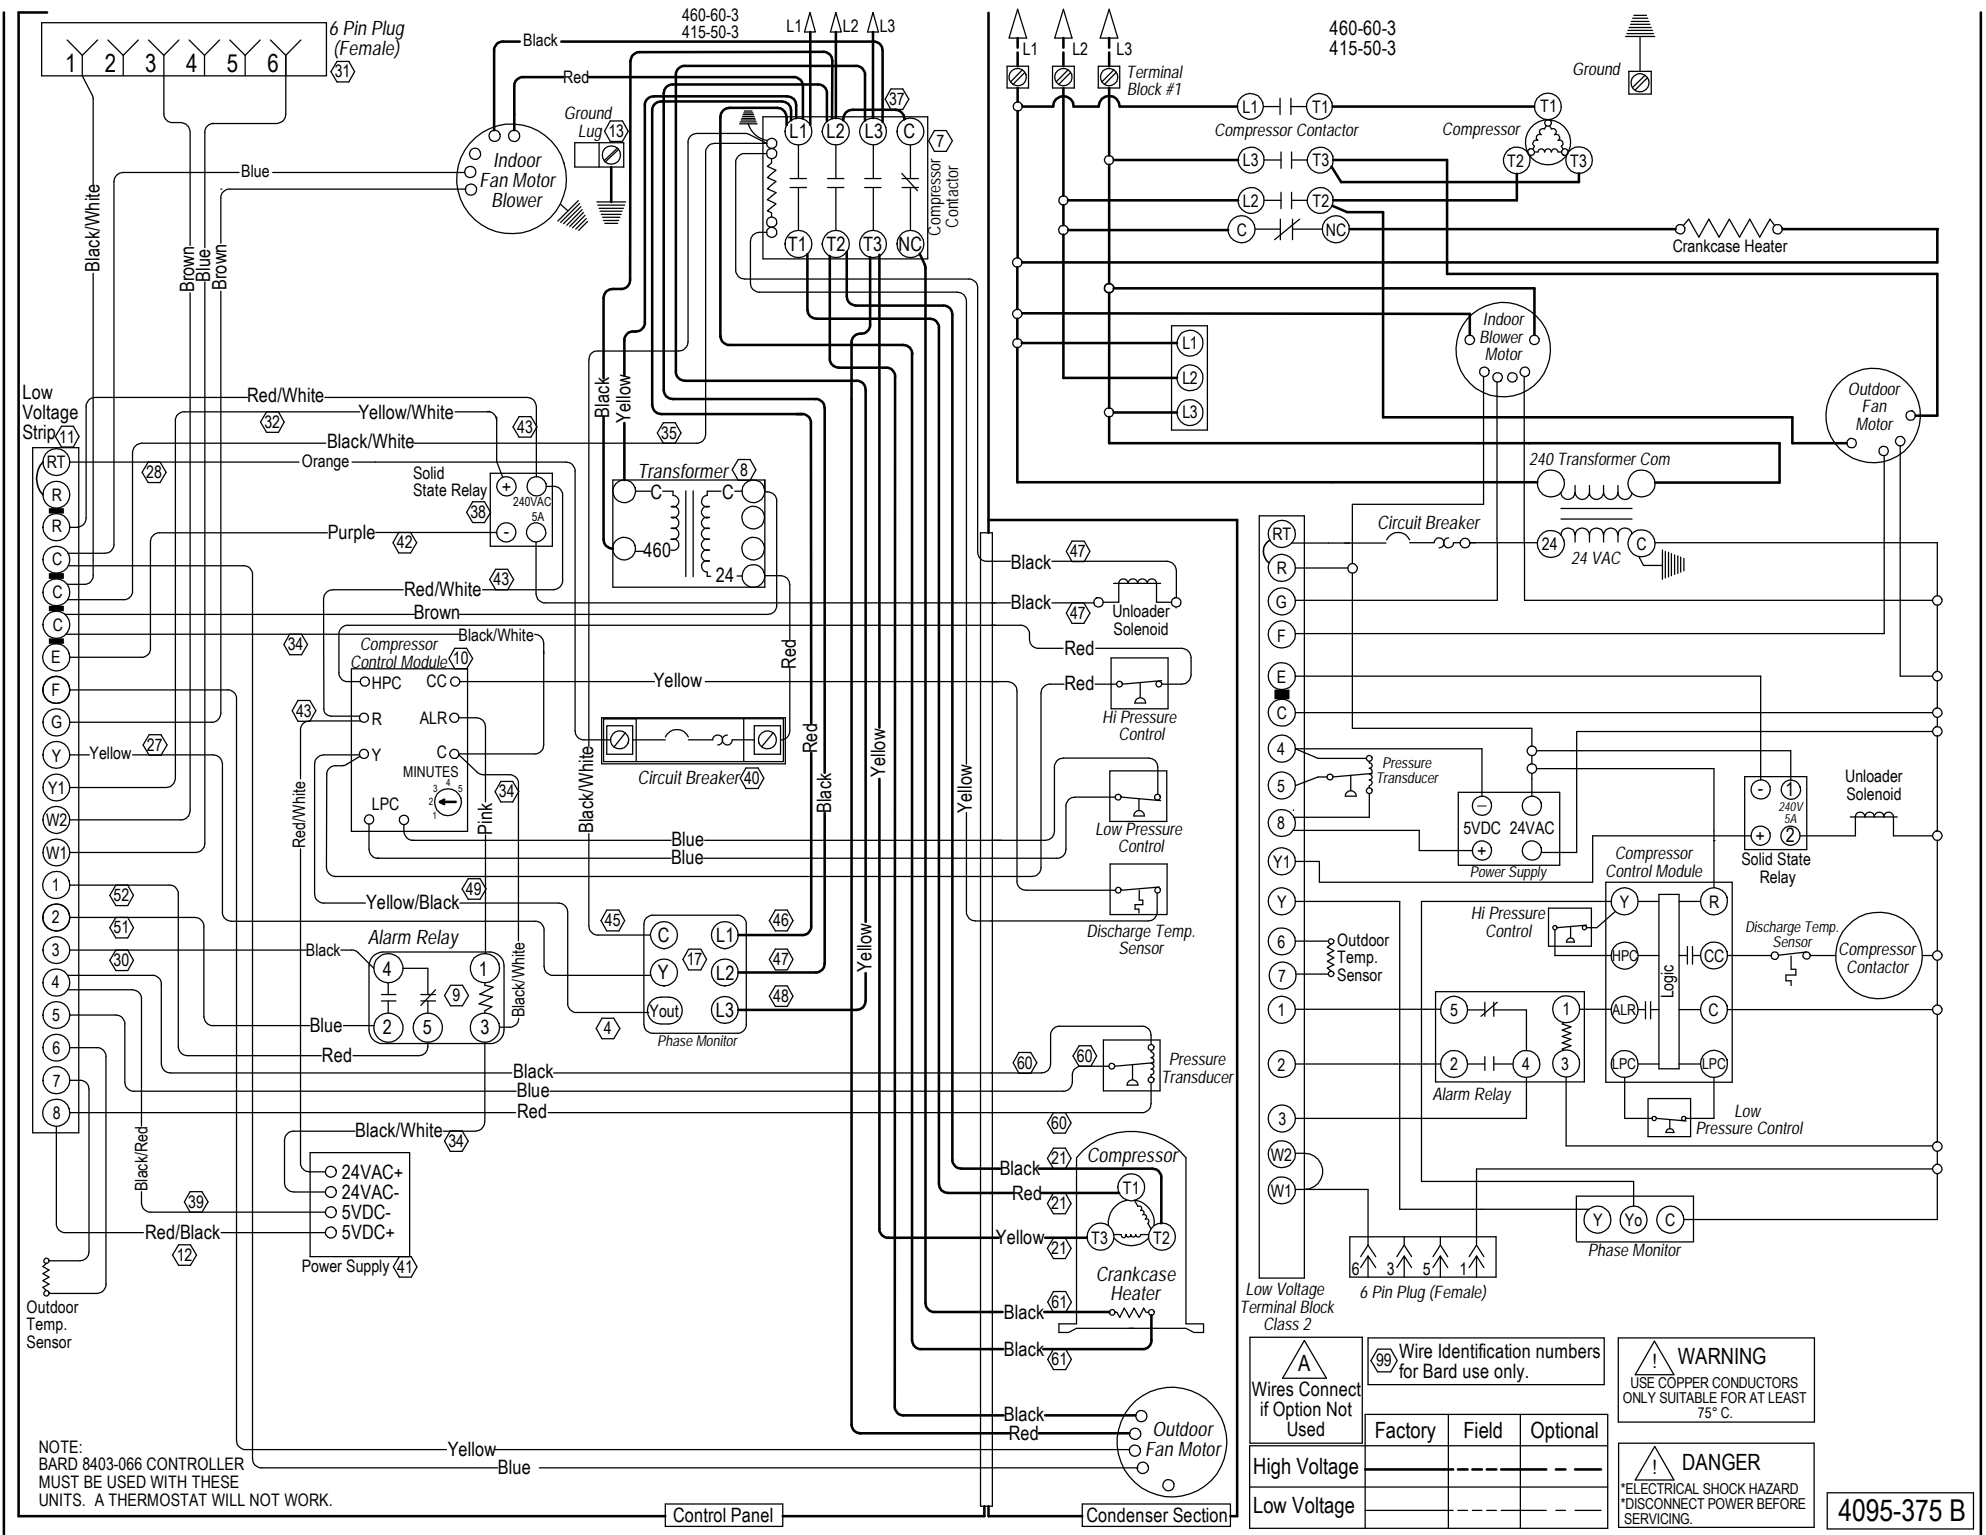 6 Pin Plug
(Female)
31
1 2 3 4 5 6
460-60-3
415-50-3
L1 L2 L3
Black
Red
Ground
Lug 13
Indoor
Fan Motor
Blower
Blue
Black/White
Brown
Blue
Brown
37
L1 L2 L3 C
7
Compressor
Contactor
T1 T2 T3 NC
Low
Voltage
Strip 11
RT
R
R
C
C
C
E
F
G
Y
Y1
W2
W1
1
2
3
4
5
6
7
8
Red/White
32
Yellow/White
43
Black/White
35
Orange
28
Solid
State Relay
38
+
240VAC
5A
-
Purple
42
Red/White
43
Brown
Black/White
34
Black
Yellow
Transformer 8
C C
460
24
Red
Compressor
Control Module 10
HPC CC
R ALR
Y C
MINUTES
1 2 3 4 5
LPC
43
34
Yellow
Yellow
27
Red/White
Pink
Black/White
Circuit Breaker 40
Red
Black
Yellow
Yellow
Yellow
Blue
Blue
52
51
30
49
Yellow/Black
Alarm Relay
Black
4 1
9
2 5 3
Blue
Red
Black/White
45
46
47
48
4
C L1
Y 17 L2
Yout L3
Phase Monitor
Black
Blue
Red
60
60
60
Black/White
34
Black/Red
39
Red/Black
12
24VAC+
24VAC-
5VDC-
5VDC+
Power Supply 41
Outdoor
Temp.
Sensor
Black 47
Black 47
Unloader
Solenoid
Red
Red
Hi Pressure
Control
Low Pressure
Control
Discharge Temp.
Sensor
Pressure
Transducer
Compressor
Black 21
Red 21
Yellow 21
T1
T3 T2
Crankcase
Heater
Black 61
Black 61
Black
Red
Outdoor
Fan Motor
Yellow
Blue
NOTE:
BARD 8403-066 CONTROLLER
MUST BE USED WITH THESE
UNITS. A THERMOSTAT WILL NOT WORK.
Control Panel
Condenser Section
L1 L2 L3
Terminal
Block #1
460-60-3
415-50-3
Ground
L1 T1
Compressor Contactor
L3 T3
L2 T2
C NC
Compressor
T1
T2 T3
Crankcase Heater
L1
L2
L3
Indoor
Blower
Motor
Outdoor
Fan
Motor
240 Transformer Com
Circuit Breaker
24 C
24 VAC
RT
R
G
F
E
C
4
5
8
Y1
Y
6
7
1
2
3
W2
W1
Pressure
Transducer
5VDC 24VAC
+
Power Supply
- 1
240V
5A
+ 2
Solid State
Relay
Unloader
Solenoid
Compressor
Control Module
Hi Pressure
Control
Y R
HPC CC
Logic
ALR C
LPC LPC
Discharge Temp.
Sensor
Compressor
Contactor
Outdoor
Temp.
Sensor
5 1
2 4 3
Alarm Relay
Low
Pressure Control
Y Yo C
Phase Monitor
6 3 5 1
6 Pin Plug (Female)
Low Voltage
Terminal Block
Class 2
A
Wires Connect
if Option Not
Used
99 Wire Identification numbers
for Bard use only.
Factory Field Optional
High Voltage
Low Voltage
! WARNING
USE COPPER CONDUCTORS
ONLY SUITABLE FOR AT LEAST
75° C.
! DANGER
*ELECTRICAL SHOCK HAZARD
*DISCONNECT POWER BEFORE
SERVICING.
4095-375 B